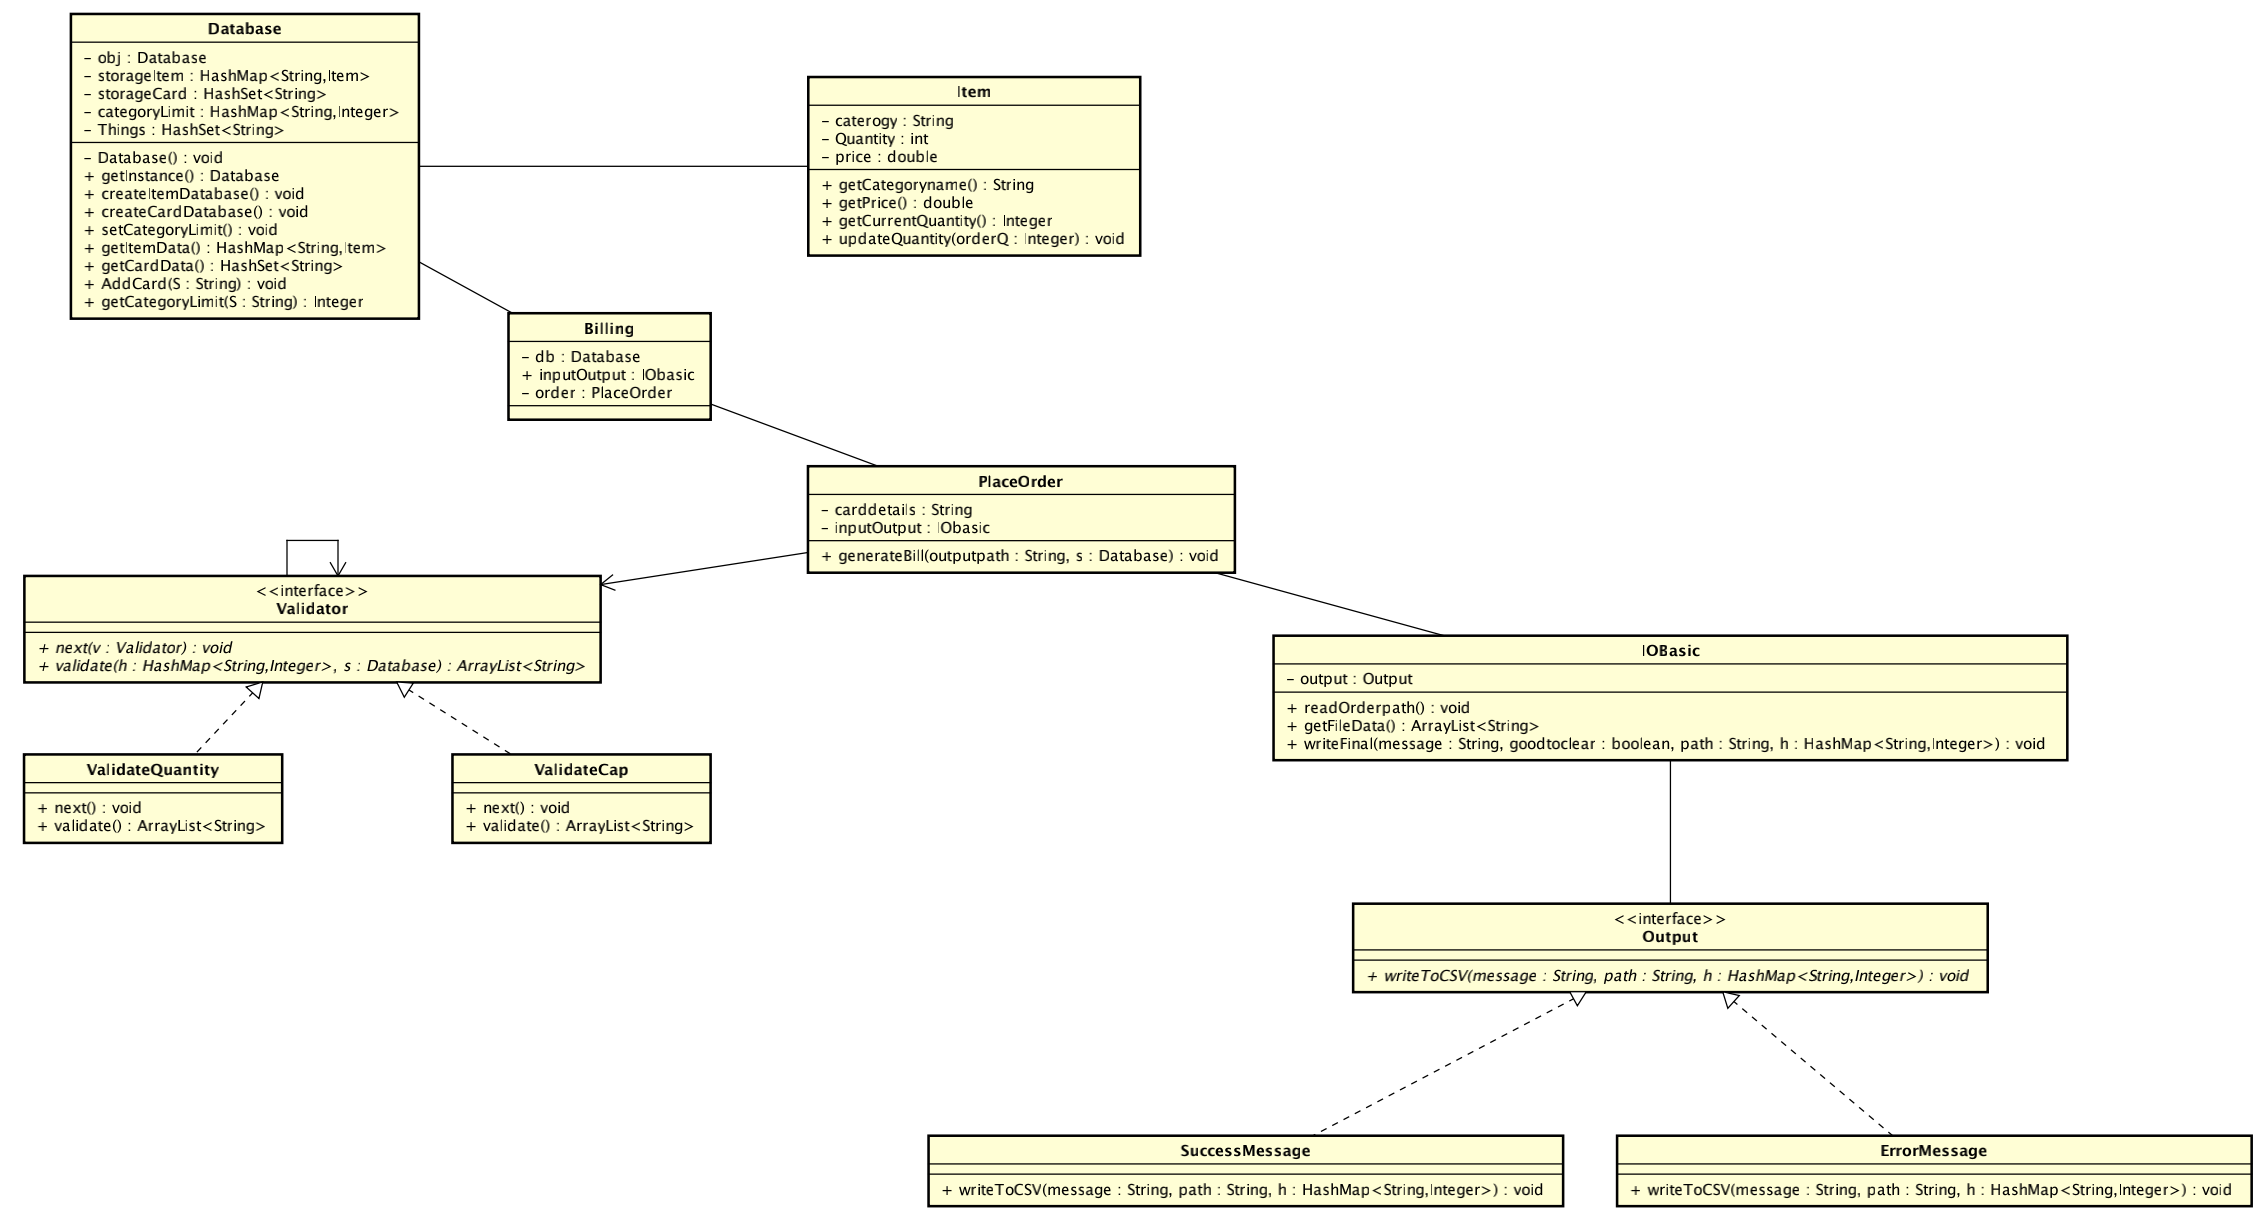 Database
– obj : Database
– storageItem : HashMap<String,Item>
– storageCard : HashSet<String>
– categoryLimit : HashMap<String,Integer>
– Things : HashSet<String>
– Database() : void
+ getInstance() : Database
+ createItemDatabase() : void
+ createCardDatabase() : void
+ setCategoryLimit() : void
+ getItemData() : HashMap<String,Item>
+ getCardData() : HashSet<String>
+ AddCard(S : String) : void
+ getCategoryLimit(S : String) : Integer
Item
– caterogy : String
– Quantity : int
– price : double
+ getCategoryname() : String
+ getPrice() : double
+ getCurrentQuantity() : Integer
+ updateQuantity(orderQ : Integer) : void
Billing
– db : Database
+ inputOutput : IObasic
– order : PlaceOrder
PlaceOrder
– carddetails : String
– inputOutput : IObasic
+ generateBill(outputpath : String, s : Database) : void
<<interface>>
Validator
+ next(v : Validator) : void
+ validate(h : HashMap<String,Integer>, s : Database) : ArrayList<String>
ValidateQuantity
+ next() : void
+ validate() : ArrayList<String>
ValidateCap
+ next() : void
+ validate() : ArrayList<String>
IOBasic
– output : Output
+ readOrderpath() : void
+ getFileData() : ArrayList<String>
+ writeFinal(message : String, goodtoclear : boolean, path : String, h : HashMap<String,Integer>) : void
<<interface>>
Output
+ writeToCSV(message : String, path : String, h : HashMap<String,Integer>) : void
SuccessMessage
+ writeToCSV(message : String, path : String, h : HashMap<String,Integer>) : void
ErrorMessage
+ writeToCSV(message : String, path : String, h : HashMap<String,Integer>) : void